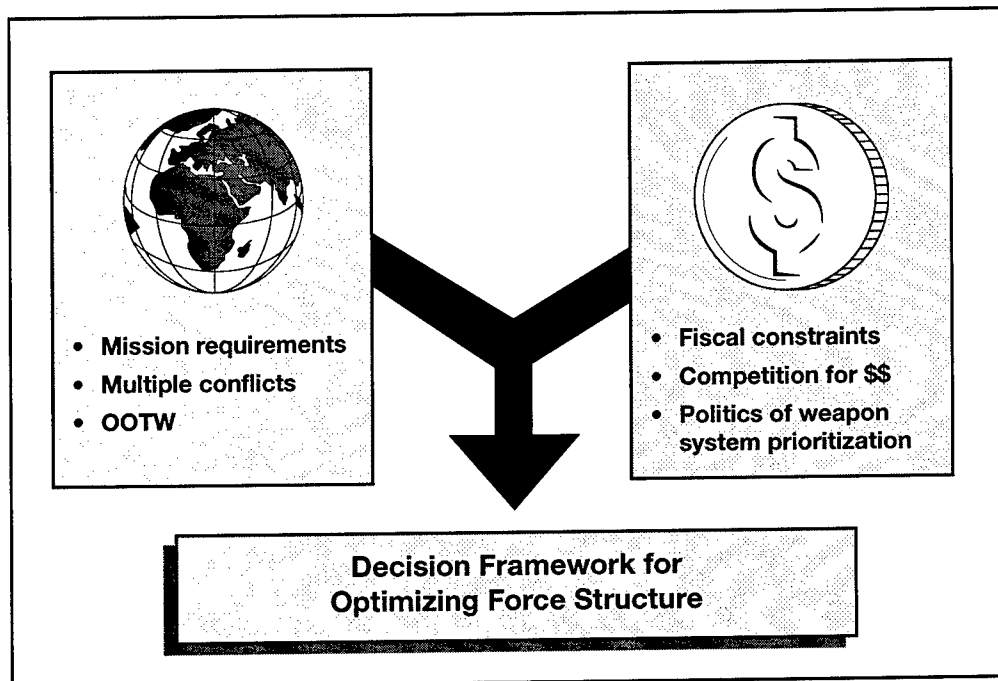 • Mission requirements
• Multiple conflicts
• OOTW
$
• Fiscal constraints
• Competition for $$
• Politics of weapon
system prioritization
Decision Framework for
Optimizing Force Structure